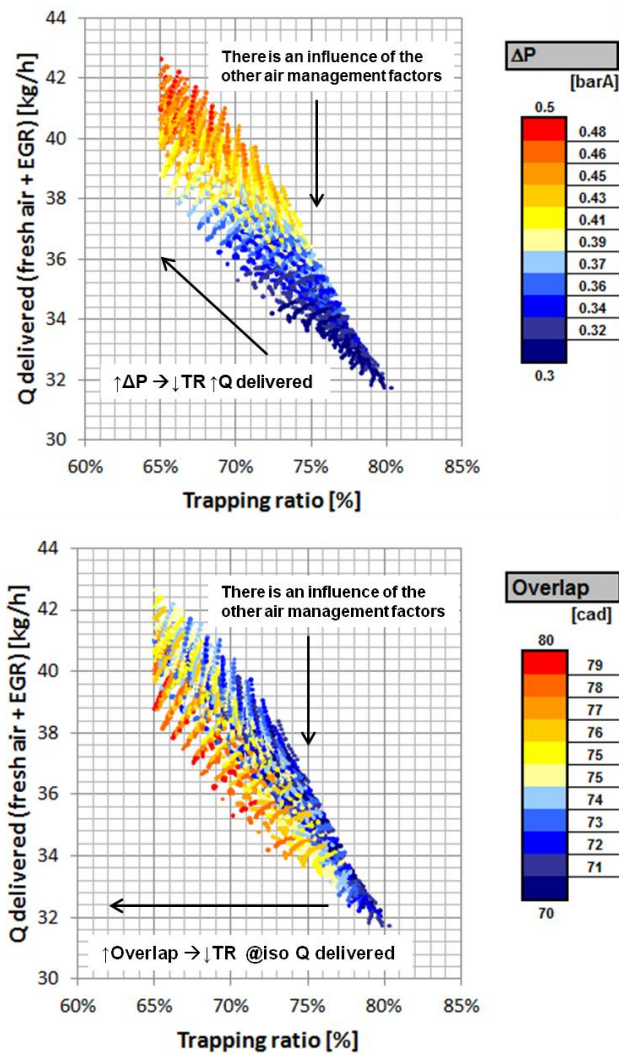 44
42
40
38
36
34
32
30
Q delivered (fresh air + EGR) [kg/h]
There is an influence of the
other air management factors
↑ΔP → ↓TR ↑Q delivered
60% 65% 70% 75% 80% 85%
Trapping ratio [%]
ΔP
[barA]
0.5
0.48
0.46
0.45
0.43
0.41
0.39
0.37
0.36
0.34
0.32
0.3
44
42
40
38
36
34
32
30
Q delivered (fresh air + EGR) [kg/h]
There is an influence of the
other air management factors
↑Overlap → ↓TR @iso Q delivered
60% 65% 70% 75% 80% 85%
Trapping ratio [%]
Overlap
[cad]
80
79
78
77
76
75
75
74
73
72
71
70